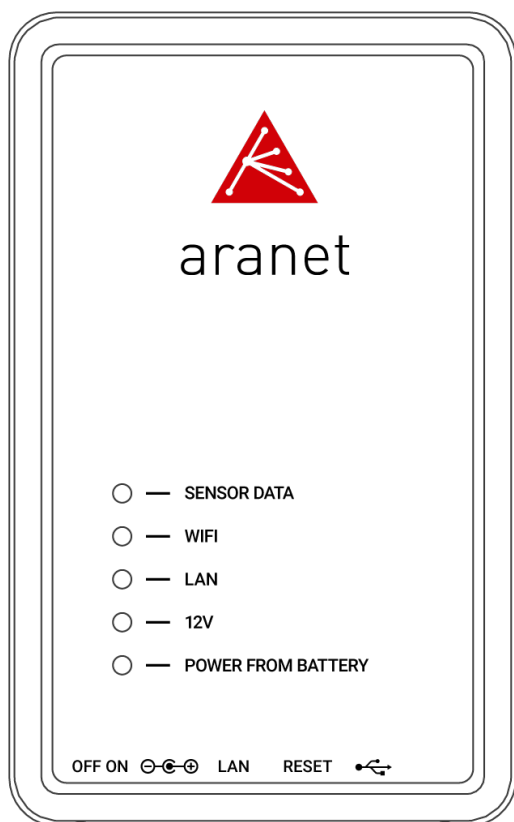 aranet
SENSOR DATA
WIFI
LAN
12V
POWER FROM BATTERY
OFF ON LAN RESET